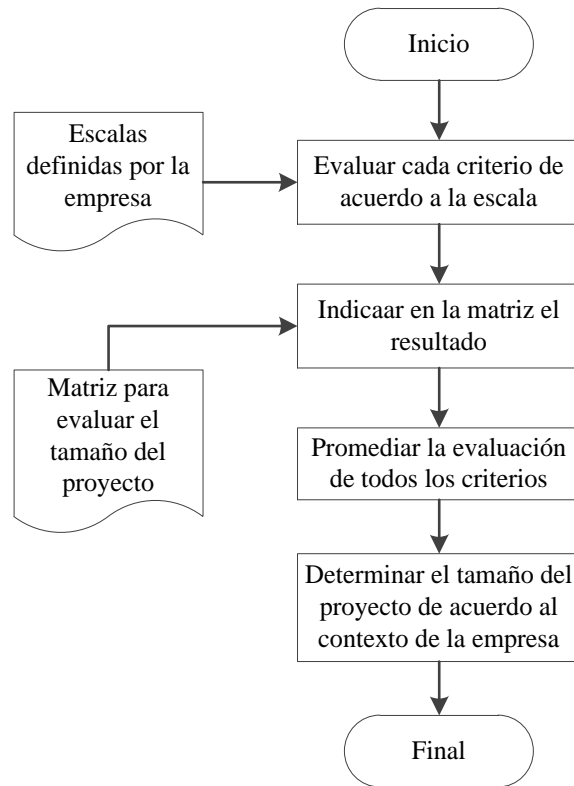 Inicio
Escalas
definidas por la
empresa
Evaluar cada criterio de
acuerdo a la escala
Indicaar en la matriz el
resultado
Matriz para
evaluar el
tamaño del
proyecto
Promediar la evaluación
de todos los criterios
Determinar el tamaño del
proyecto de acuerdo al
contexto de la empresa
Final